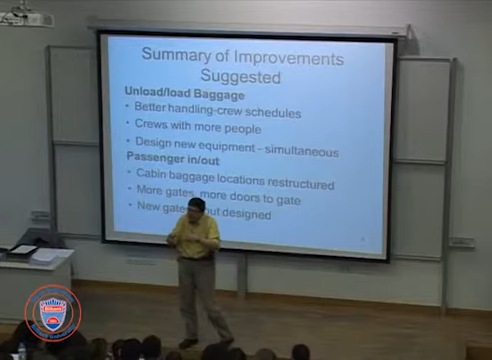 Summary of Improvements
Suggested
Unload/load Baggage
• Better handling-crew schedules
• Crews with more people
• Design new equipment – simultaneous
Passenger in/out
• Cabin baggage locations restructured
• More gates, more doors to gate
• New gate out designed